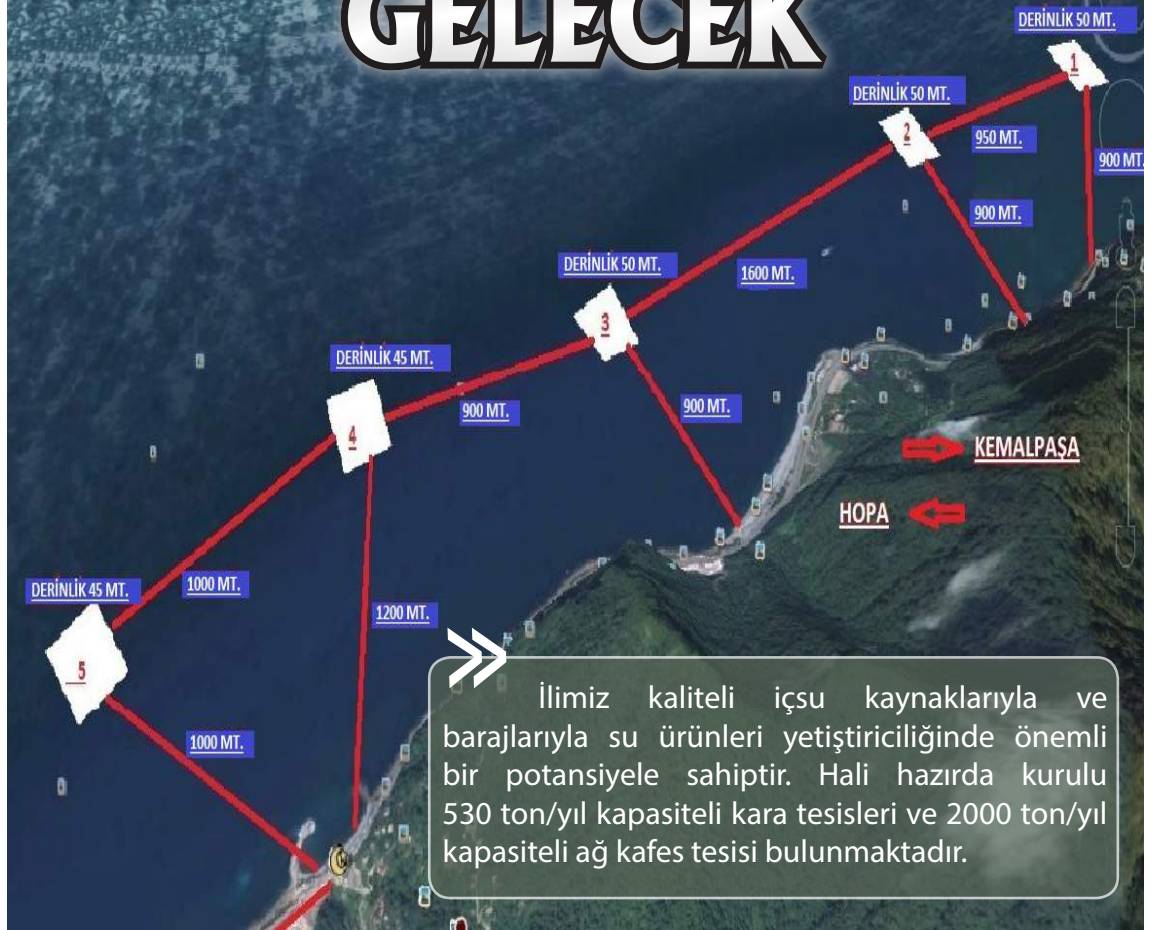 GELECEK
DERİNLİK 50 MT.
1
DERİNLİK 50 MT.
2
950 MT.
900 MT.
900 MT.
DERİNLİK 50 MT.
1600 MT.
3
DERİNLİK 45 MT.
900 MT.
900 MT.
4
KEMALPAŞA
HOPA
DERİNLİK 45 MT.
1000 MT.
1200 MT.
5
1000 MT.
İlimiz kaliteli içsu kaynaklarıyla ve
barajlarıyla su ürünleri yetiştiriciliğinde önemli
bir potansiyele sahiptir. Hali hazırda kurulu
530 ton/yıl kapasiteli kara tesisleri ve 2000 ton/yıl
kapasiteli ağ kafes tesisi bulunmaktadır.